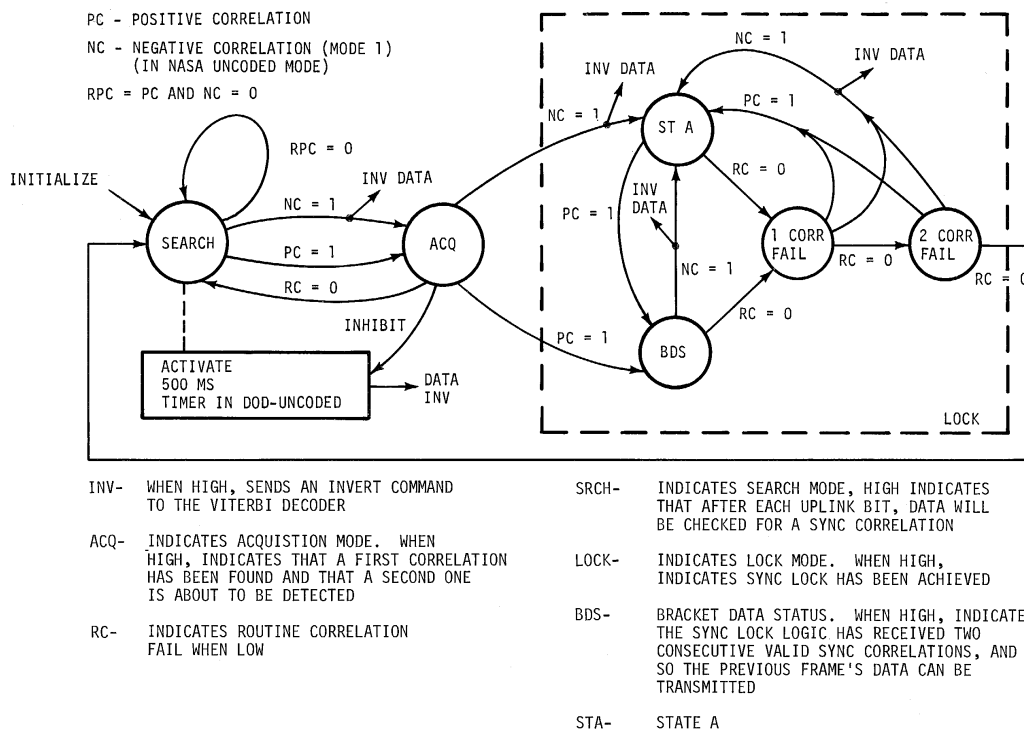 PC - POSITIVE CORRELATION
NC - NEGATIVE CORRELATION (MODE 1)
(IN NASA UNCODED MODE)
RPC = PC AND NC = 0
INITIALIZE
RPC = 0
SEARCH
NC = 1
INV DATA
PC = 1
RC = 0
ACQ
INHIBIT
ACTIVATE
500 MS
TIMER IN DOD-UNCODED
DATA
INV
NC = 1
INV DATA
PC = 1
NC = 1
INV DATA
PC = 1
ST A
RC = 0
PC = 1
INV
DATA
NC = 1
BDS
RC = 0
1 CORR
FAIL
RC = 0
2 CORR
FAIL
RC = 0
LOCK
INV- WHEN HIGH, SENDS AN INVERT COMMAND
TO THE VITERBI DECODER
ACQ- INDICATES ACQUISTION MODE. WHEN
HIGH, INDICATES THAT A FIRST CORRELATION
HAS BEEN FOUND AND THAT A SECOND ONE
IS ABOUT TO BE DETECTED
RC- INDICATES ROUTINE CORRELATION
FAIL WHEN LOW
SRCH- INDICATES SEARCH MODE, HIGH INDICATES
THAT AFTER EACH UPLINK BIT, DATA WILL
BE CHECKED FOR A SYNC CORRELATION
LOCK- INDICATES LOCK MODE. WHEN HIGH,
INDICATES SYNC LOCK HAS BEEN ACHIEVED
BDS- BRACKET DATA STATUS. WHEN HIGH, INDICATE
THE SYNC LOCK LOGIC HAS RECEIVED TWO
CONSECUTIVE VALID SYNC CORRELATIONS, AND
SO THE PREVIOUS FRAME'S DATA CAN BE
TRANSMITTED
STA- STATE A